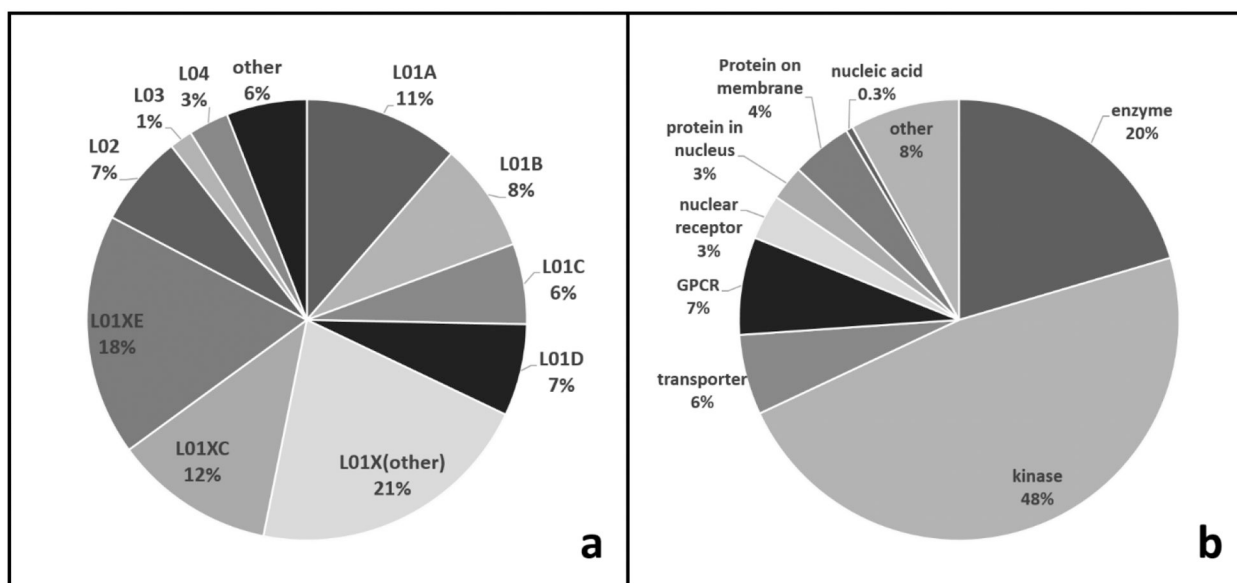 other
6%
L01A
11%
L01B
8%
L01C
6%
L01D
7%
L01X(other)
21%
L01XC
12%
L01XE
18%
L02
7%
L03
1%
L04
3%
a
enzyme
20%
kinase
48%
transporter
6%
GPCR
7%
nuclear
receptor
3%
protein in
nucleus
3%
Protein on
membrane
4%
nucleic acid
0.3%
other
8%
b